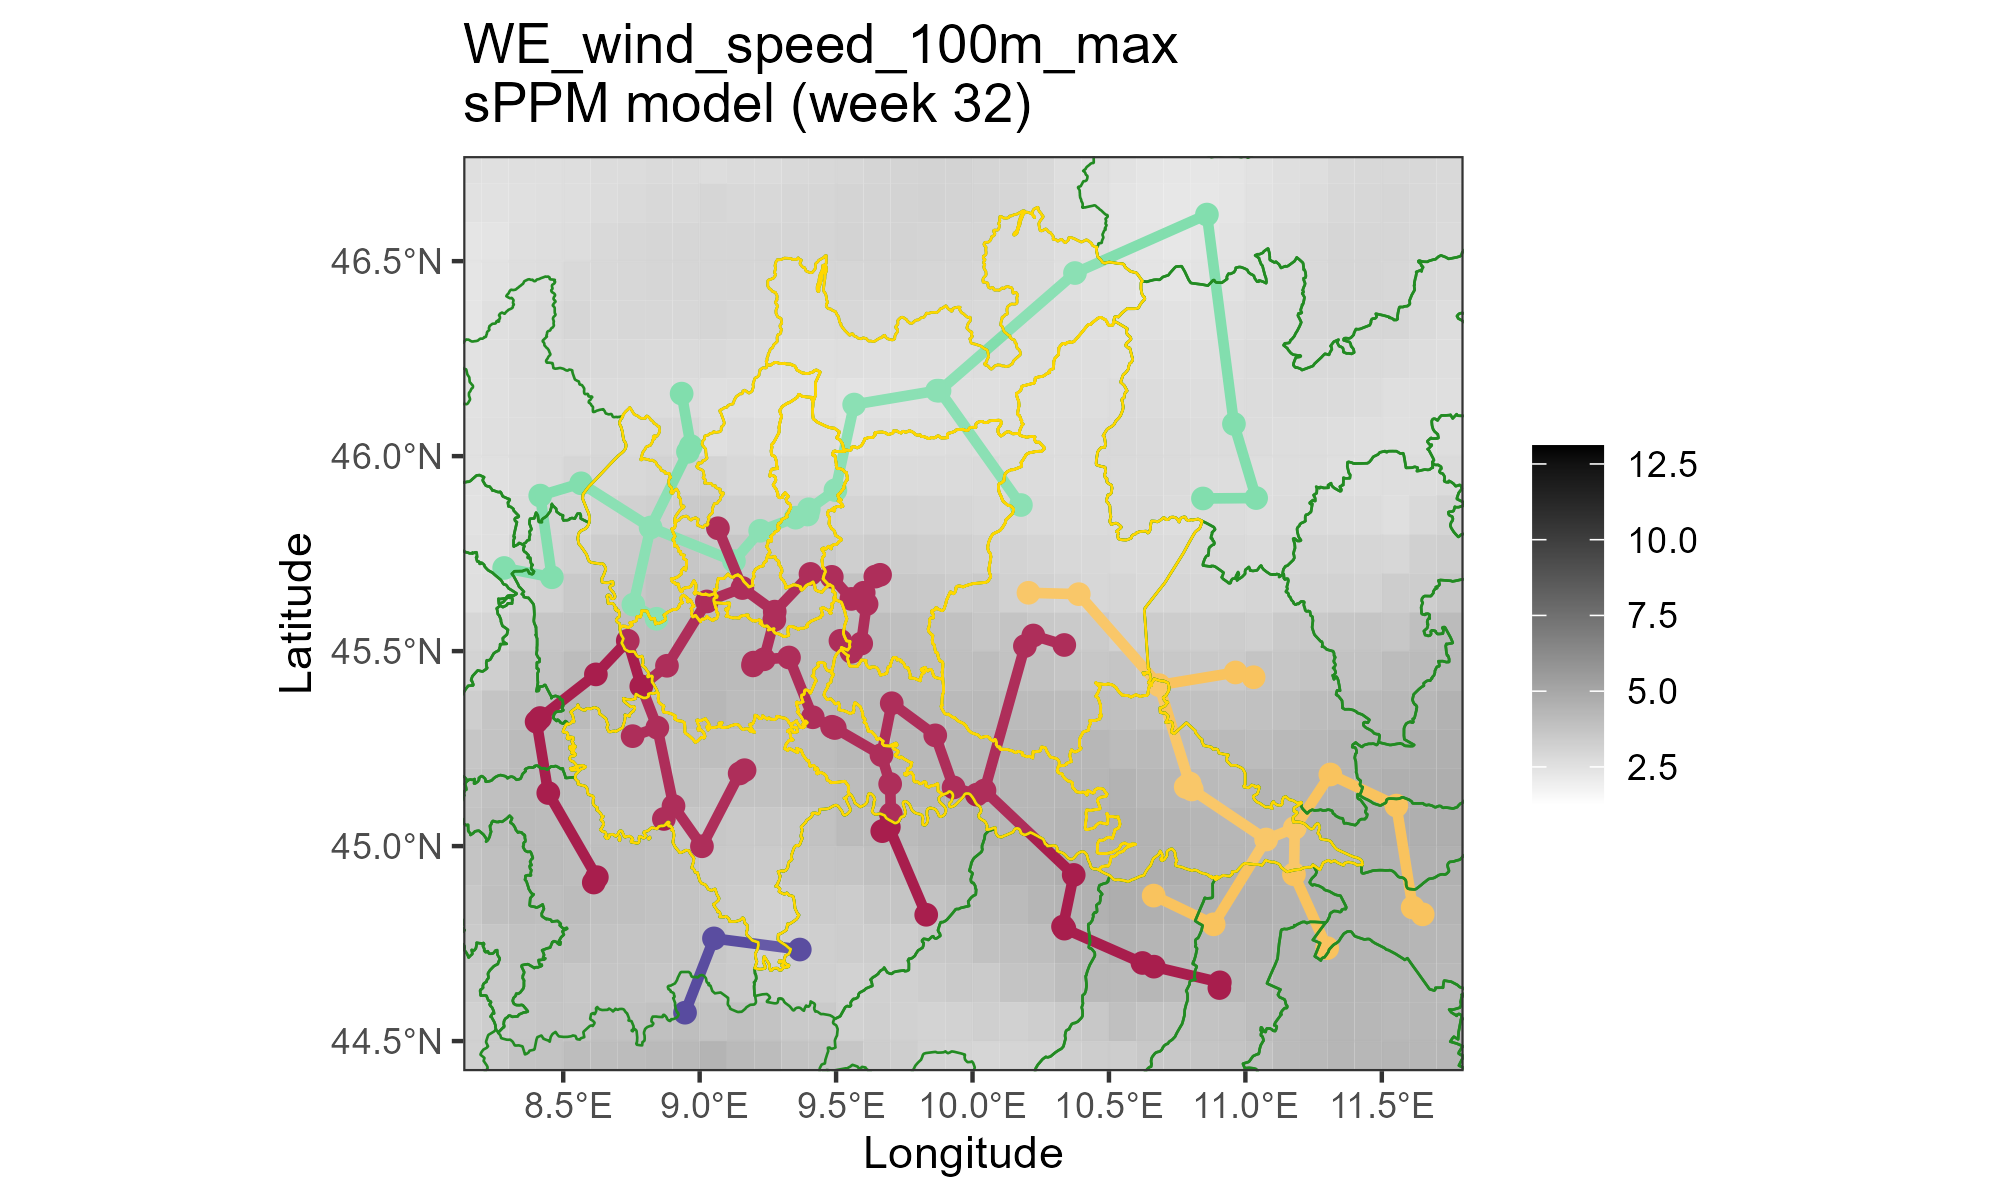 WE_wind_speed_100m_max
sPPM model (week 32)
Latitude
46.5°N
46.0°N
45.5°N
45.0°N
44.5°N
8.5°E
9.0°E
9.5°E
10.0°E
10.5°E
11.0°E
11.5°E
Longitude
12.5
10.0
7.5
5.0
2.5